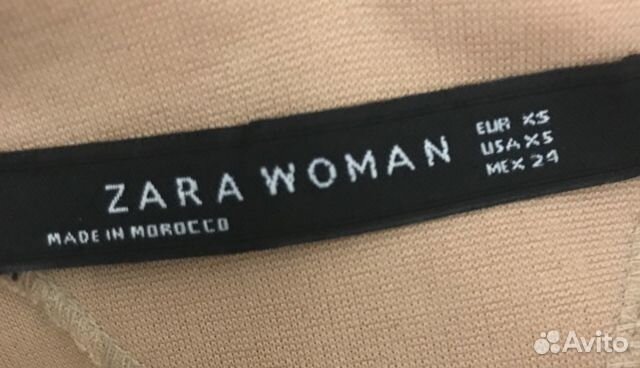 ZARA WOMAN
MADE IN MOROCCO
EUR XS
USA XS
MEX 24
Avito